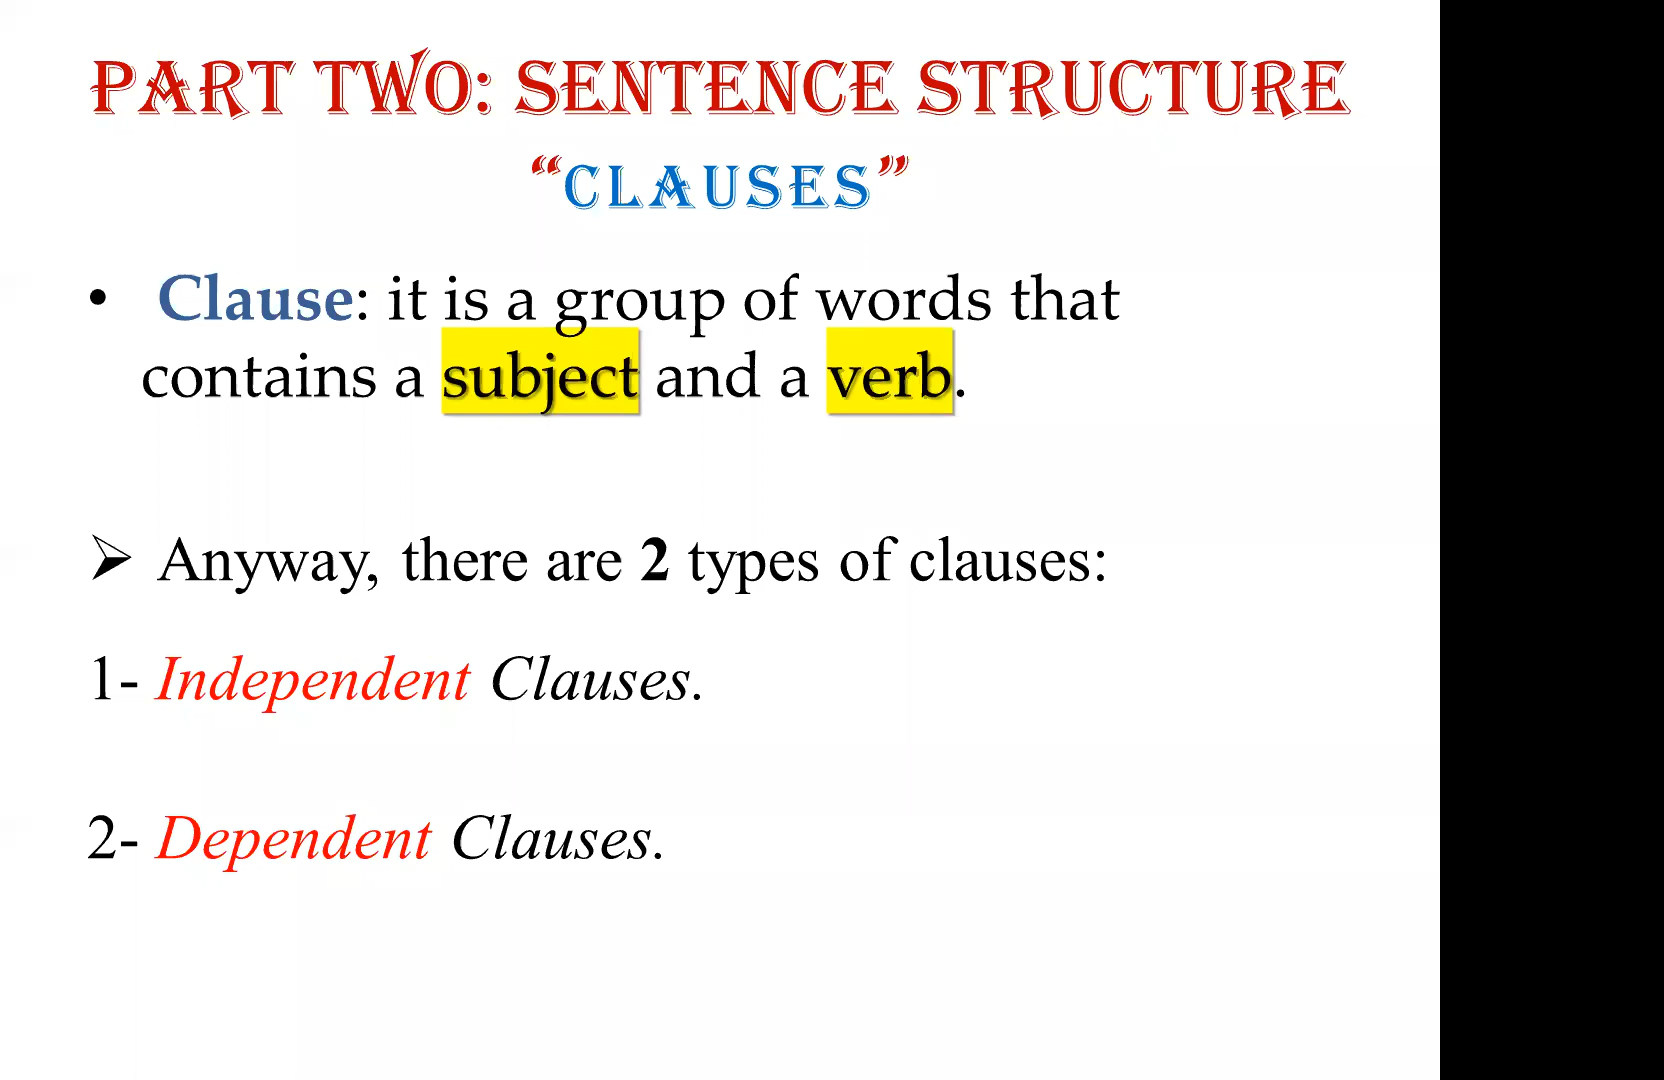 PART TWO: SENTENCE STRUCTURE
“CLAUSES”
• Clause: it is a group of words that
contains a subject and a verb.
➢ Anyway, there are 2 types of clauses:
1- Independent Clauses.
2- Dependent Clauses.